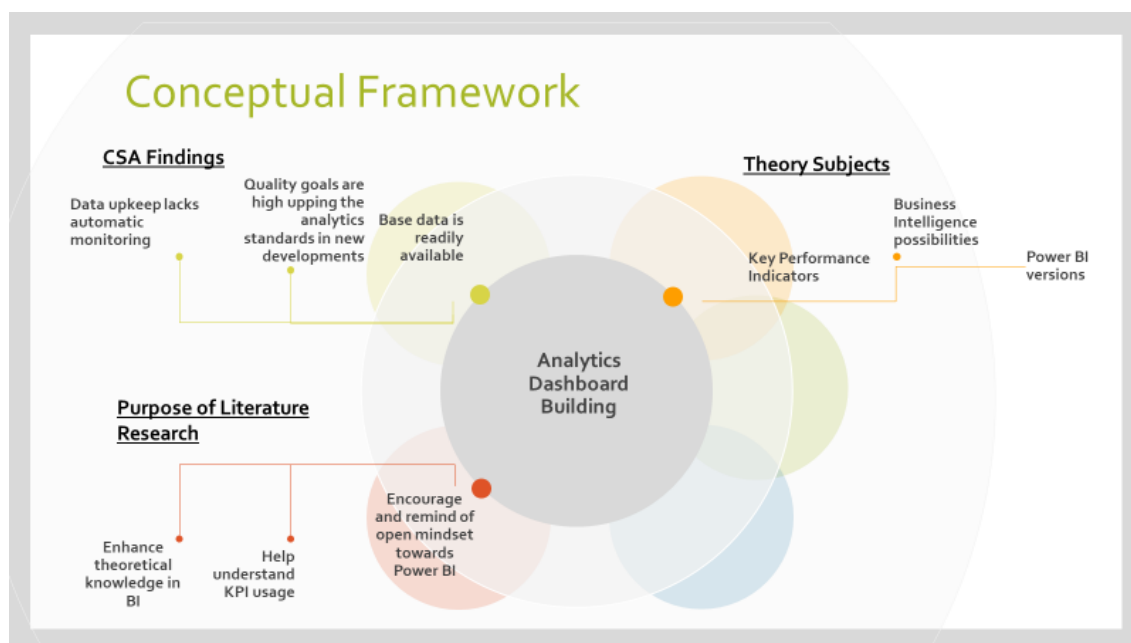 Conceptual Framework
CSA Findings
Data upkeep lacks
automatic
monitoring
Quality goals are
high upping the
analytics
standards in new
developments
Base data is
readily
available
Theory Subjects
Key Performance
Indicators
Business
Intelligence
possibilities
Power BI
versions
Analytics
Dashboard
Building
Purpose of Literature
Research
Enhance
theoretical
knowledge in
BI
Help
understand
KPI usage
Encourage
and remind of
open mindset
towards
Power BI